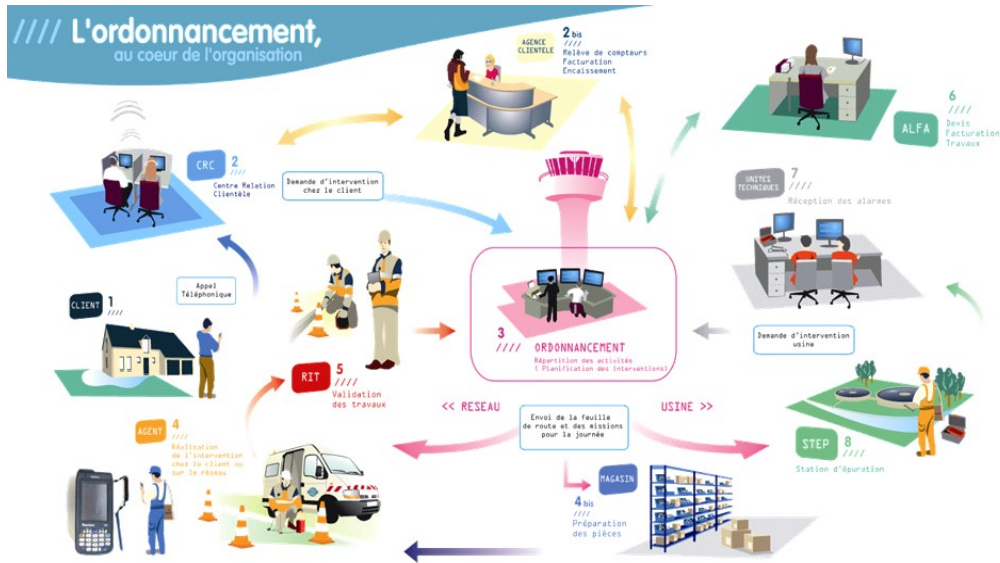 //// L'ordonnancement,
au coeur de l'organisation
AGENCE
CLIENTELE
2 bis
////
Relève de compteurs
Facturation
Encaissement
6
////
ALFA
Devis
Facturation
Travaux
CRC
2
////
Centre Relation
Clientèle
Demande d'intervention
chez le client
UNITES
TECHNIQUES
7
////
Réception des alarmes
Appel
Téléphonique
CLIENT
1
////
3
////
ORDONNANCEMENT
Répartition des activités
( Planification des interventions)
Demande d'intervention
usine
RIT
5
////
Validation
des travaux
<< RESEAU
USINE >>
Envoi de la feuille
de route et des missions
pour la journée
AGENT
4
////
Réalisation
de l'intervention
chez le client ou
sur le réseau
STEP
8
////
Station d'épuration
MAGASIN
4 bis
////
Préparation
des pièces